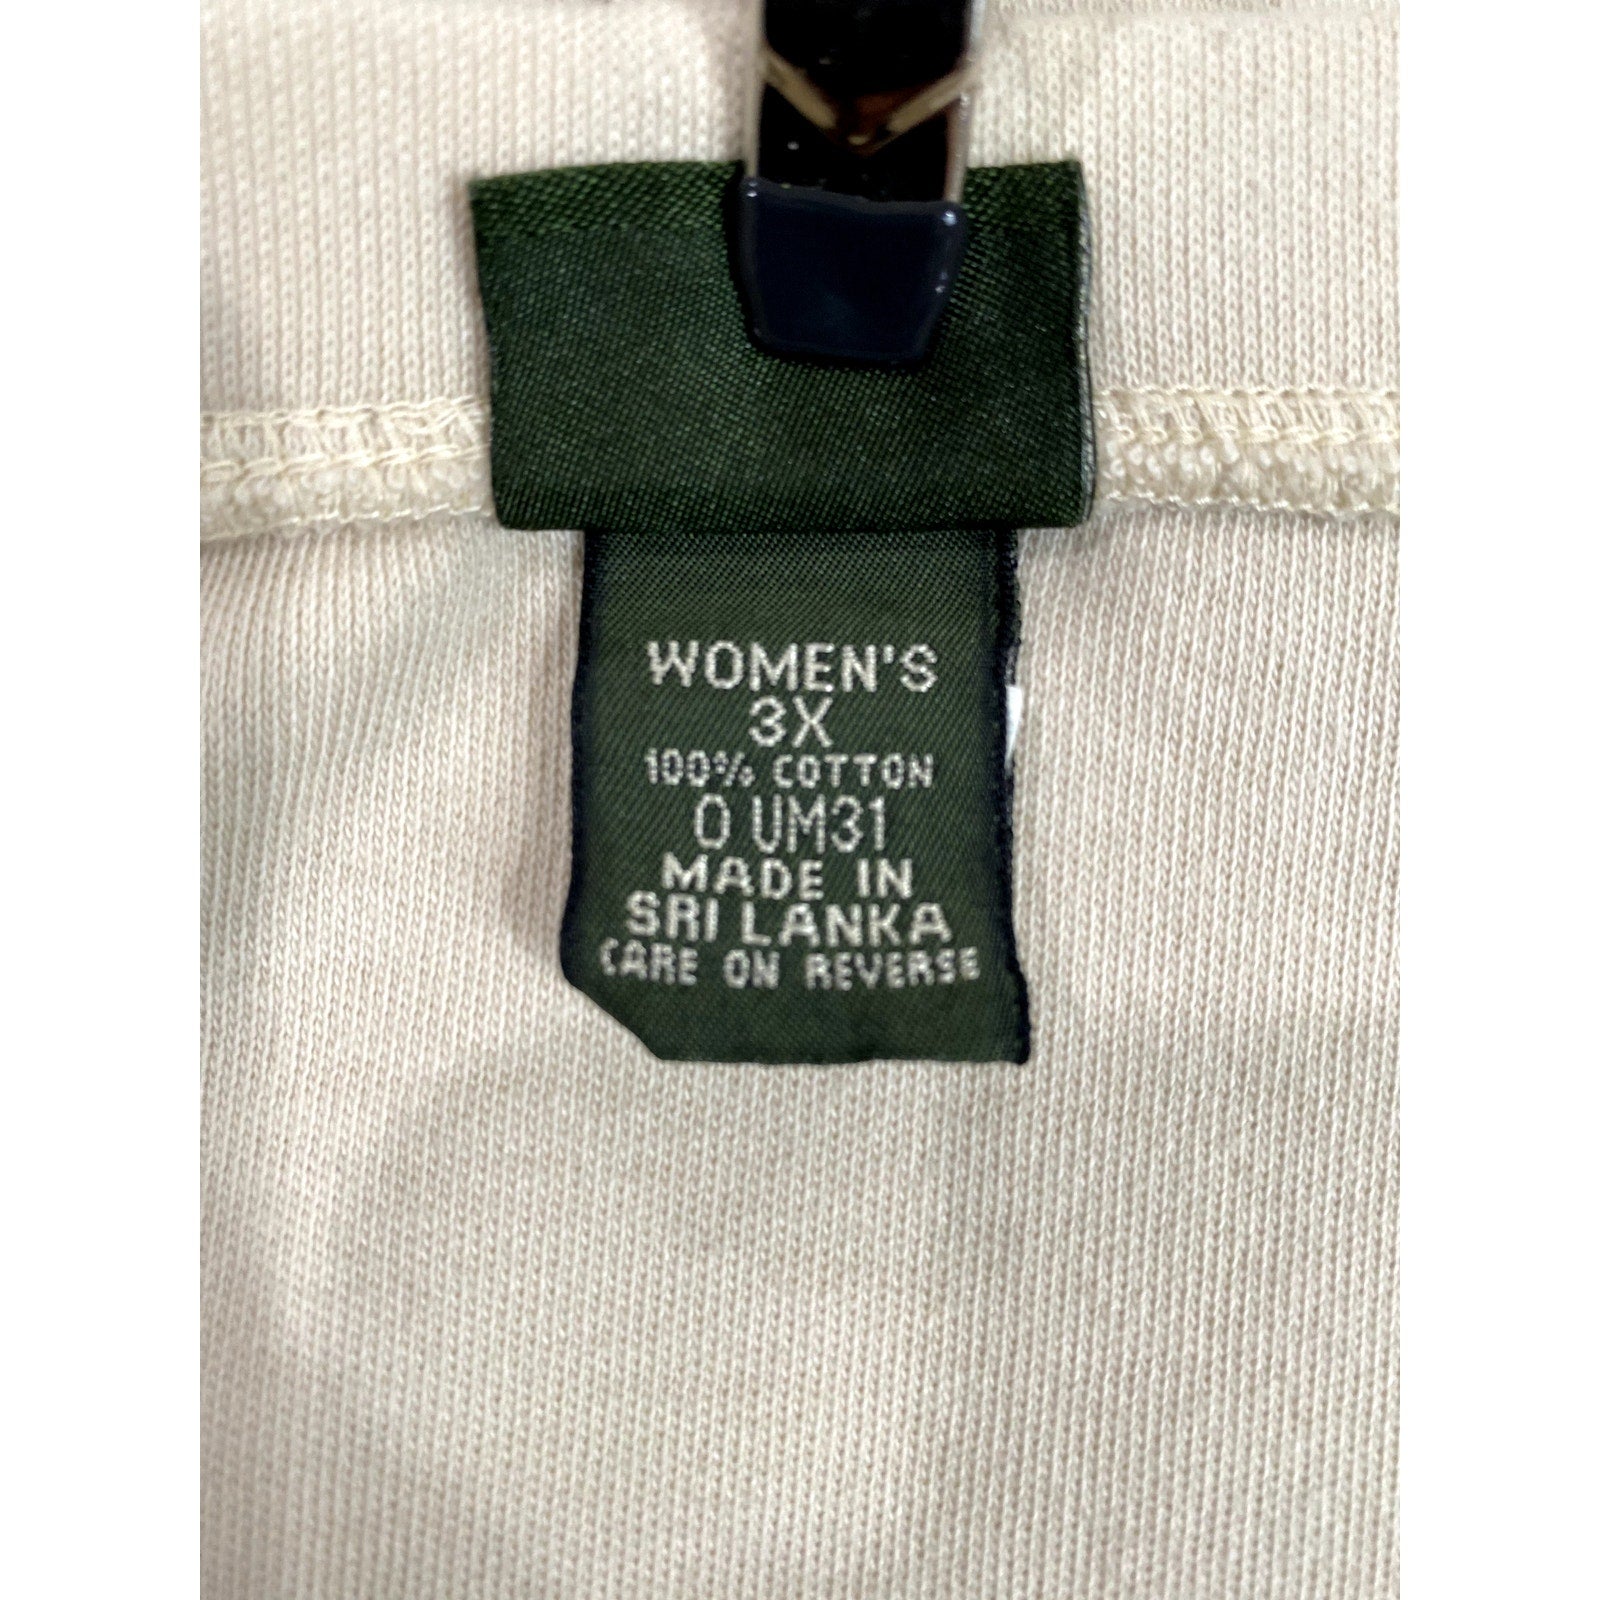 WOMEN'S
3X
100% COTTON
0 UM31
MADE IN
SRI LANKA
CARE ON REVERSE